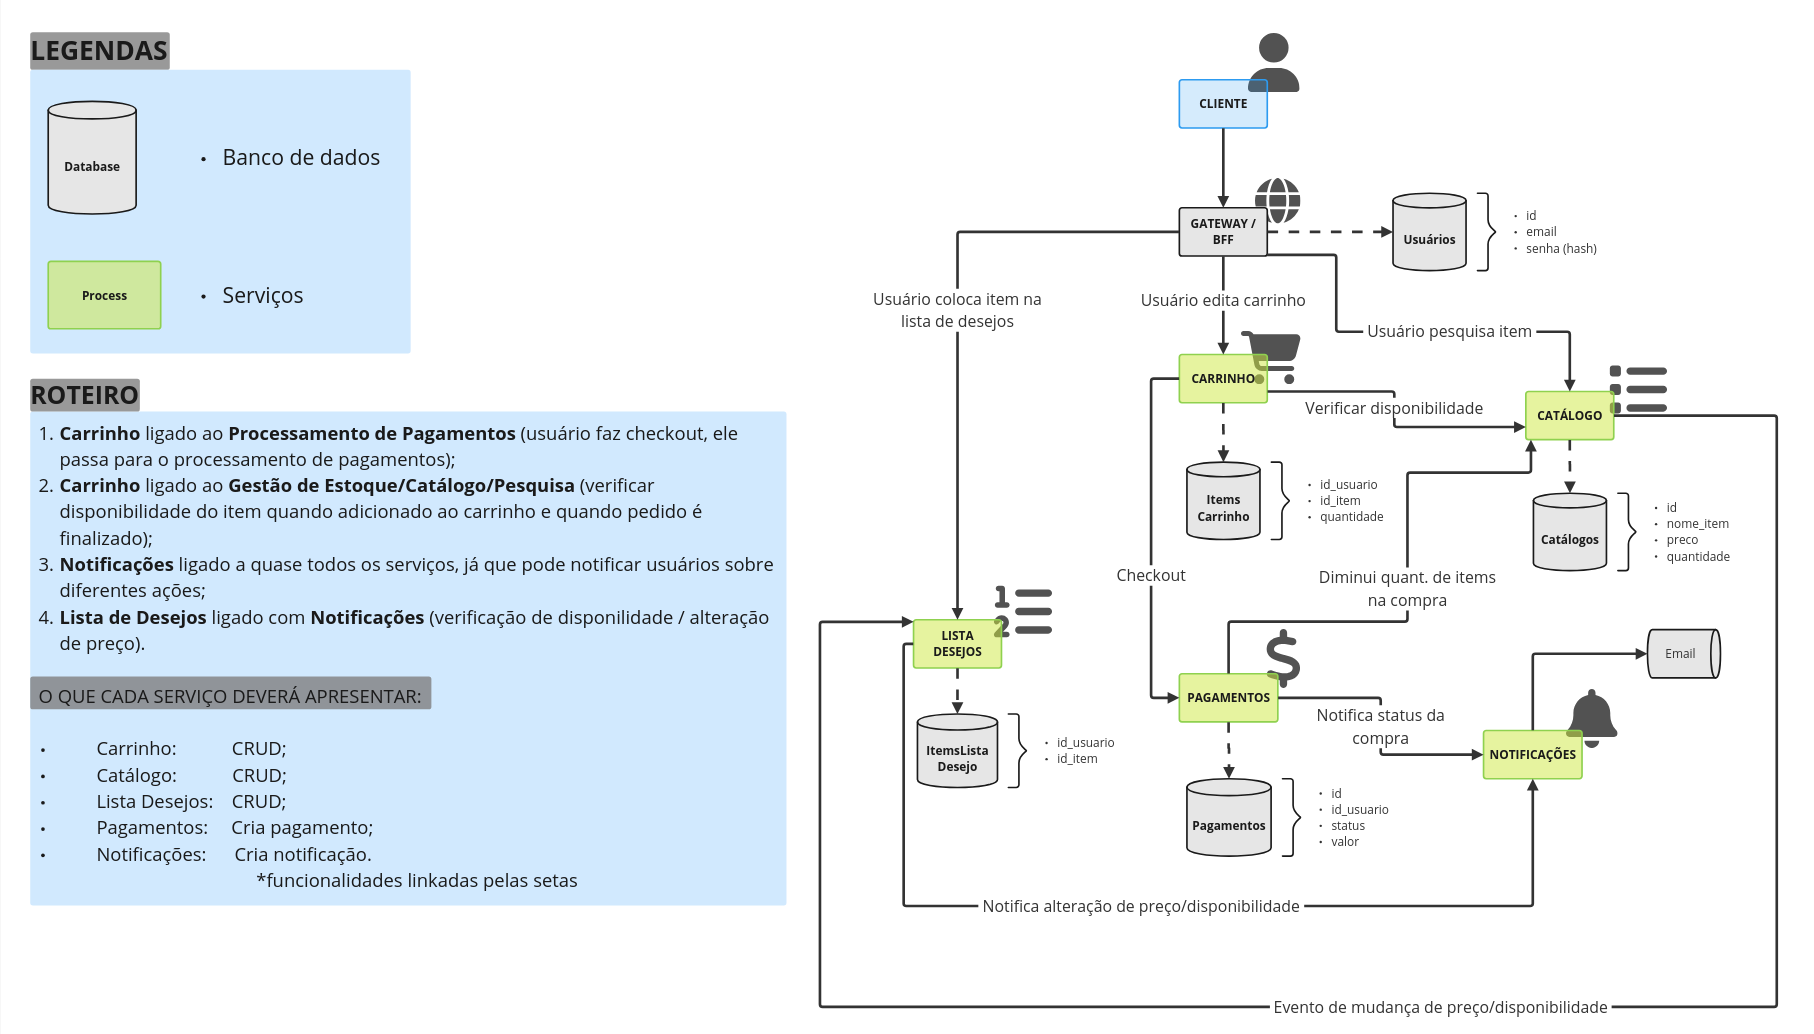 LEGENDAS
Database
• Banco de dados
Process
• Serviços
ROTEIRO
1. Carrinho ligado ao Processamento de Pagamentos (usuário faz checkout, ele
passa para o processamento de pagamentos);
2. Carrinho ligado ao Gestão de Estoque/Catálogo/Pesquisa (verificar
disponibilidade do item quando adicionado ao carrinho e quando pedido é
finalizado);
3. Notificações ligado a quase todos os serviços, já que pode notificar usuários sobre
diferentes ações;
4. Lista de Desejos ligado com Notificações (verificação de disponilidade / alteração
de preço).
O QUE CADA SERVIÇO DEVERÁ APRESENTAR:
• Carrinho: CRUD;
• Catálogo: CRUD;
• Lista Desejos: CRUD;
• Pagamentos: Cria pagamento;
• Notificações: Cria notificação.
*funcionalidades linkadas pelas setas
CLIENTE
GATEWAY /
BFF
Usuários
• id
• email
• senha (hash)
Usuário coloca item na
lista de desejos
Usuário edita carrinho
Usuário pesquisa item
CARRINHO
Verificar disponibilidade
CATÁLOGO
Items
Carrinho
• id_usuario
• id_item
• quantidade
Catálogos
• id
• nome_item
• preco
• quantidade
Checkout
Diminui quant. de items
na compra
1
2
LISTA
DESEJOS
ItemsLista
Desejo
• id_usuario
• id_item
$
PAGAMENTOS
Notifica status da
compra
Email
NOTIFICAÇÕES
Pagamentos
• id
• id_usuario
• status
• valor
Notifica alteração de preço/disponibilidade
Evento de mudança de preço/disponibilidade